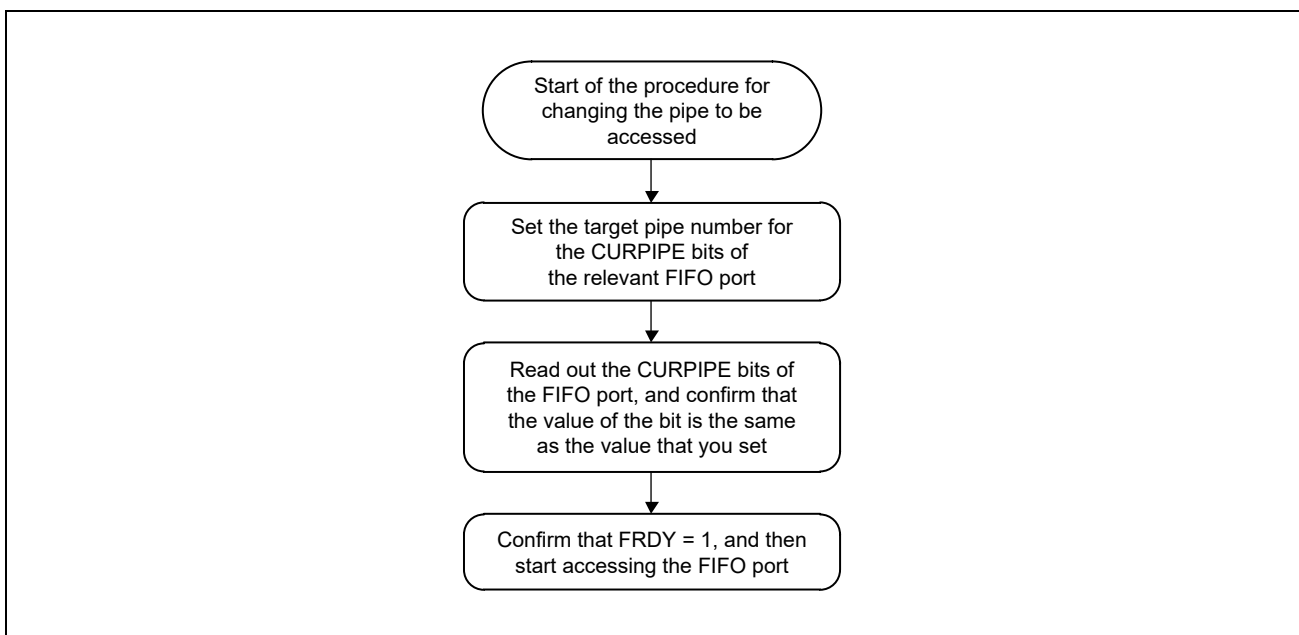 Start of the procedure for
changing the pipe to be
accessed
Set the target pipe number for
the CURPIPE bits of
the relevant FIFO port
Read out the CURPIPE bits of
the FIFO port, and confirm that
the value of the bit is the same
as the value that you set
Confirm that FRDY = 1, and then
start accessing the FIFO port